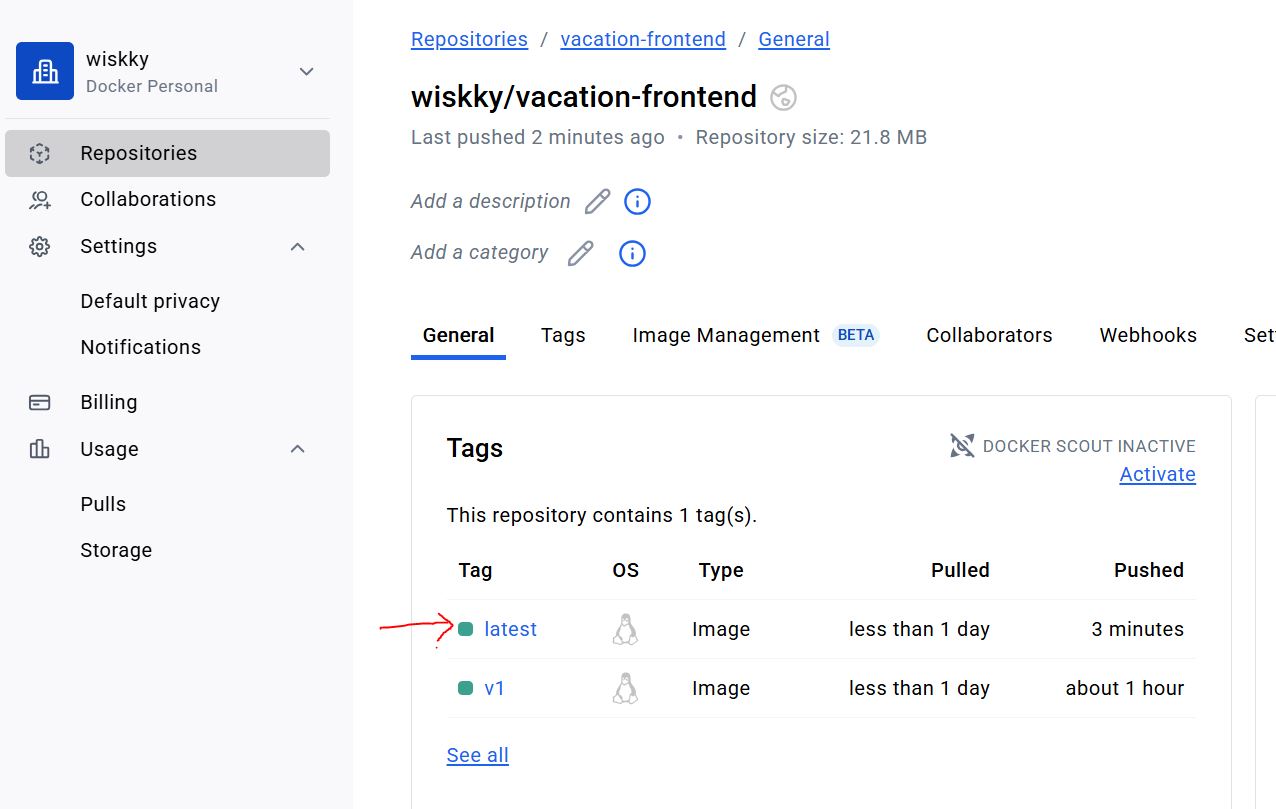 wiskky
Docker Personal
Repositories
Collaborations
Settings
Default privacy
Notifications
Billing
Usage
Pulls
Storage
Repositories / vacation-frontend / General
wiskky/vacation-frontend
Last pushed 2 minutes ago • Repository size: 21.8 MB
Add a description
Add a category
General Tags Image Management BETA Collaborators Webhooks Set
Tags
DOCKER SCOUT INACTIVE
Activate
This repository contains 1 tag(s).
Tag OS Type Pulled Pushed
latest Image less than 1 day 3 minutes
v1 Image less than 1 day about 1 hour
See all